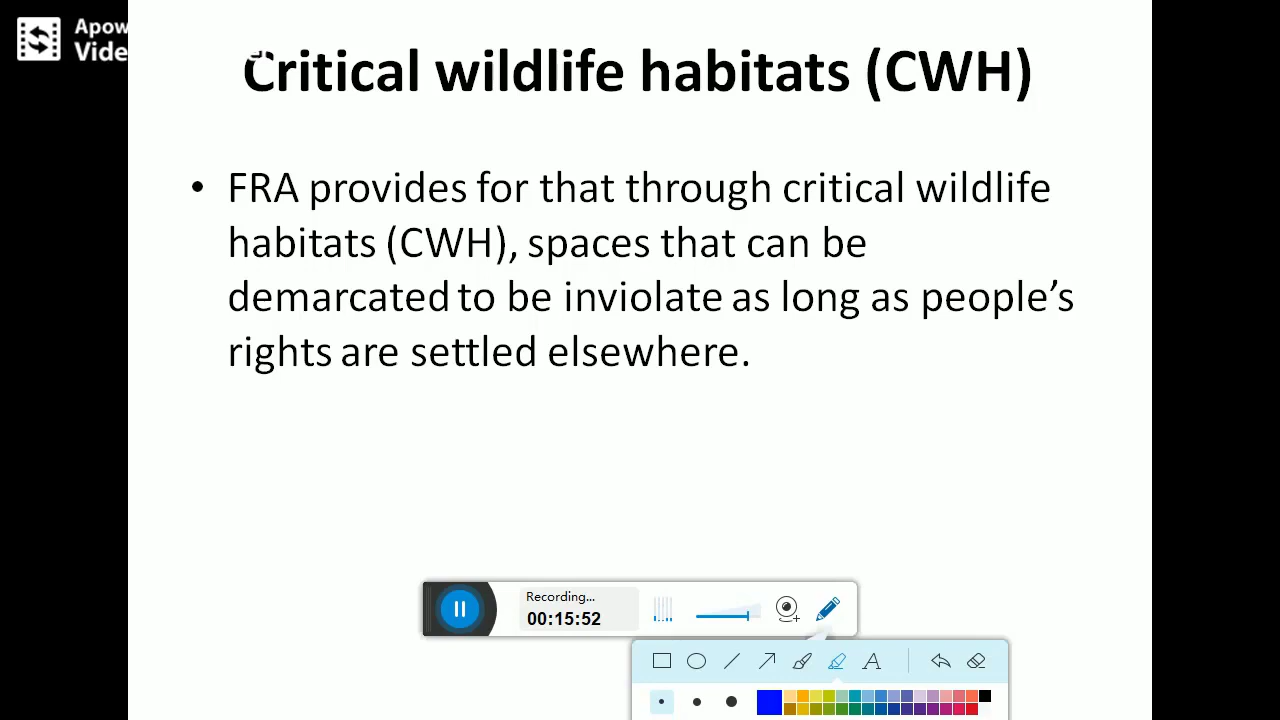 Apow
Vide
Critical wildlife habitats (CWH)
• FRA provides for that through critical wildlife
habitats (CWH), spaces that can be
demarcated to be inviolate as long as people’s
rights are settled elsewhere.
Recording...
00:15:52
A